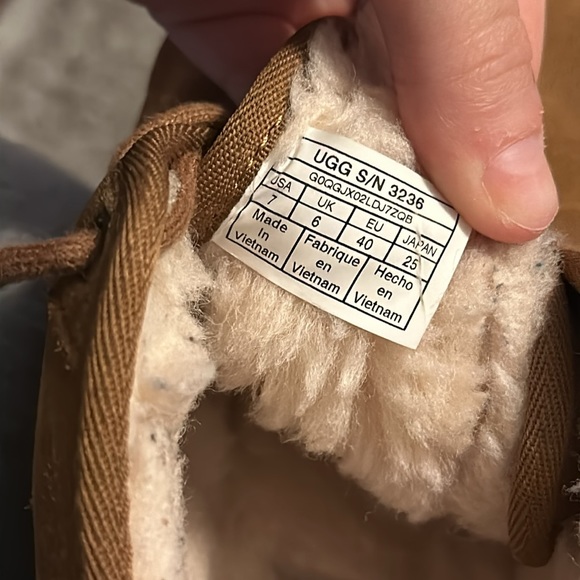 UGG S/N 3236
G0QGJX02LDJ7ZQB
USA UK EU JAPAN
7 6 40 25
Made In Vietnam
Fabrique en Vietnam
Hecho en Vietnam